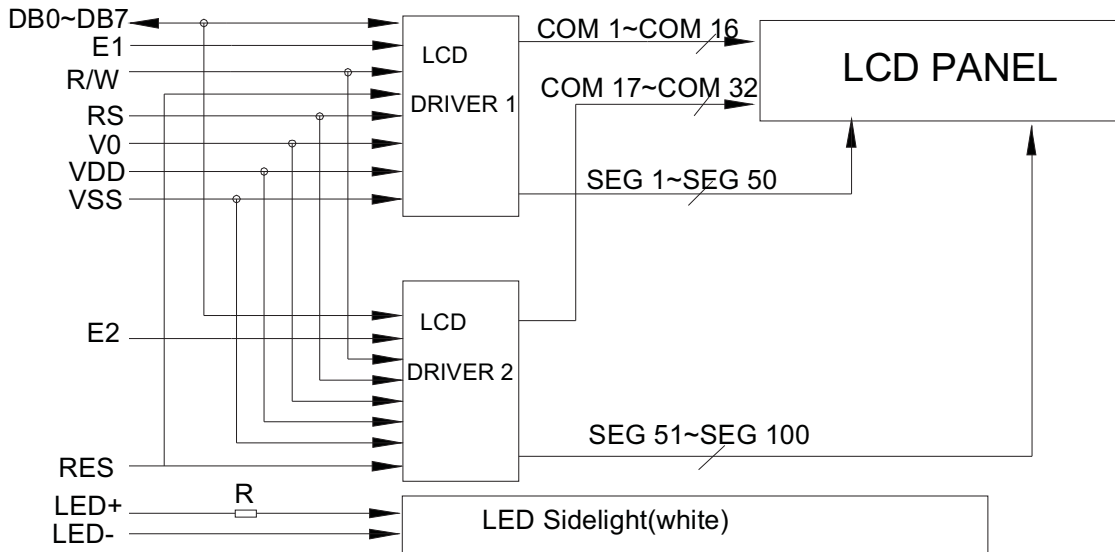 DB0~DB7
E1
R/W
RS
V0
VDD
VSS
LCD
DRIVER 1
COM 1~COM 16
COM 17~COM 32
LCD PANEL
SEG 1~SEG 50
E2
LCD
DRIVER 2
SEG 51~SEG 100
RES
LED+
R
LED-
LED Sidelight(white)